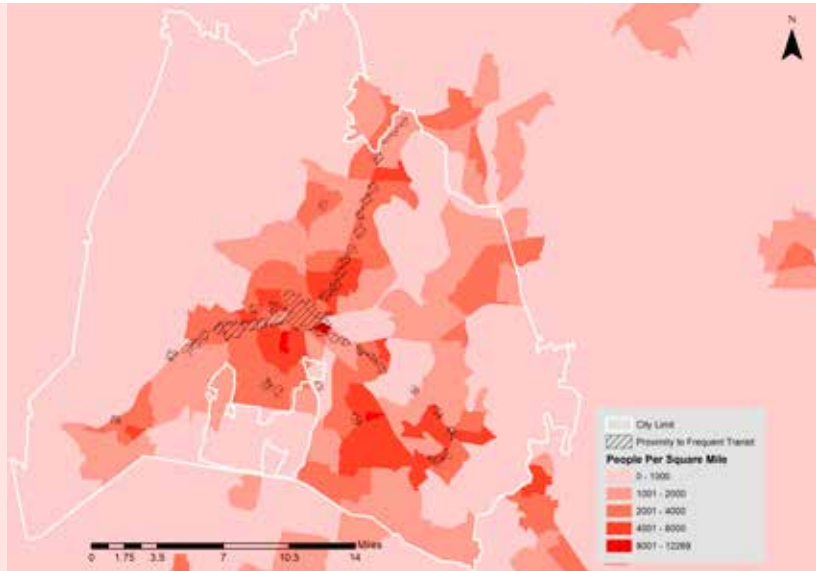 N
City Limit
Proximity to Frequent Transit
People Per Square Mile
0 - 1000
1001 - 2000
2001 - 4000
4001 - 8000
8001 - 12269
Miles
0 1.75 3.5 7 10.5 14